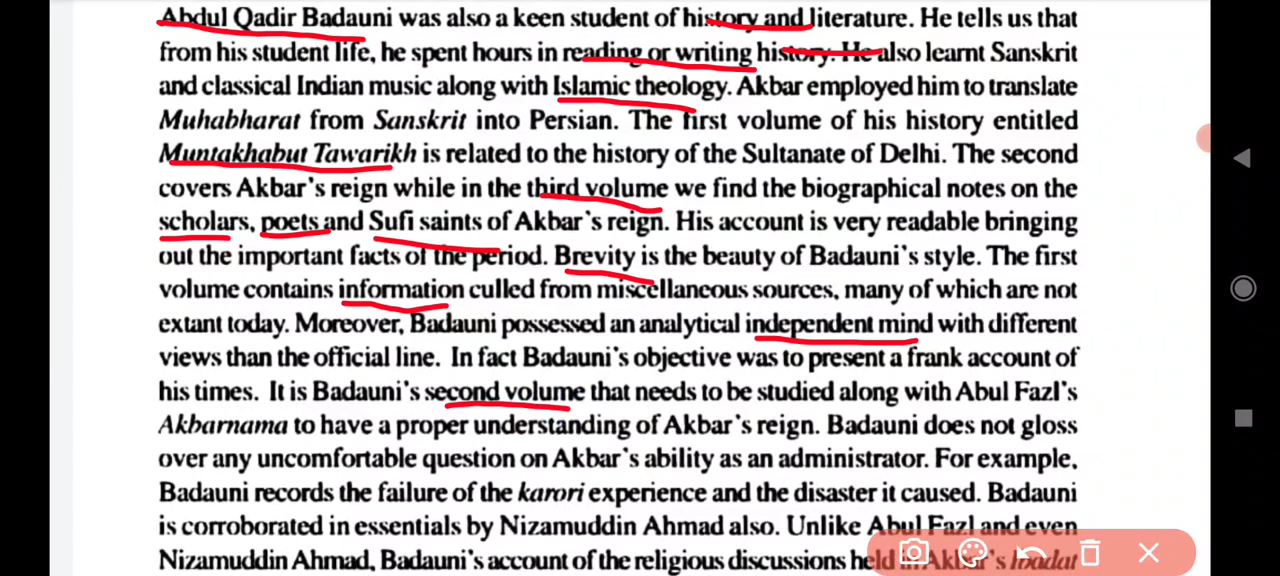 Abdul Qadir Badauni was also a keen student of history and literature. He tells us that
from his student life, he spent hours in reading or writing history. He also learnt Sanskrit
and classical Indian music along with Islamic theology. Akbar employed him to translate
Muhabharat from Sanskrit into Persian. The first volume of his history entitled
Muntakhabut Tawarikh is related to the history of the Sultanate of Delhi. The second
covers Akbar's reign while in the third volume we find the biographical notes on the
scholars, poets and Sufi saints of Akbar's reign. His account is very readable bringing
out the important facts of the period. Brevity is the beauty of Badauni's style. The first
volume contains information culled from miscellaneous sources, many of which are not
extant today. Moreover, Badauni possessed an analytical independent mind with different
views than the official line. In fact Badauni's objective was to present a frank account of
his times. It is Badauni's second volume that needs to be studied along with Abul Fazl's
Akbarnama to have a proper understanding of Akbar's reign. Badauni does not gloss
over any uncomfortable question on Akbar's ability as an administrator. For example,
Badauni records the failure of the karori experience and the disaster it caused. Badauni
is corroborated in essentials by Nizamuddin Ahmad also. Unlike Abul Fazl and even
Nizamuddin Ahmad, Badauni's account of the religious discussions held in Akbar's